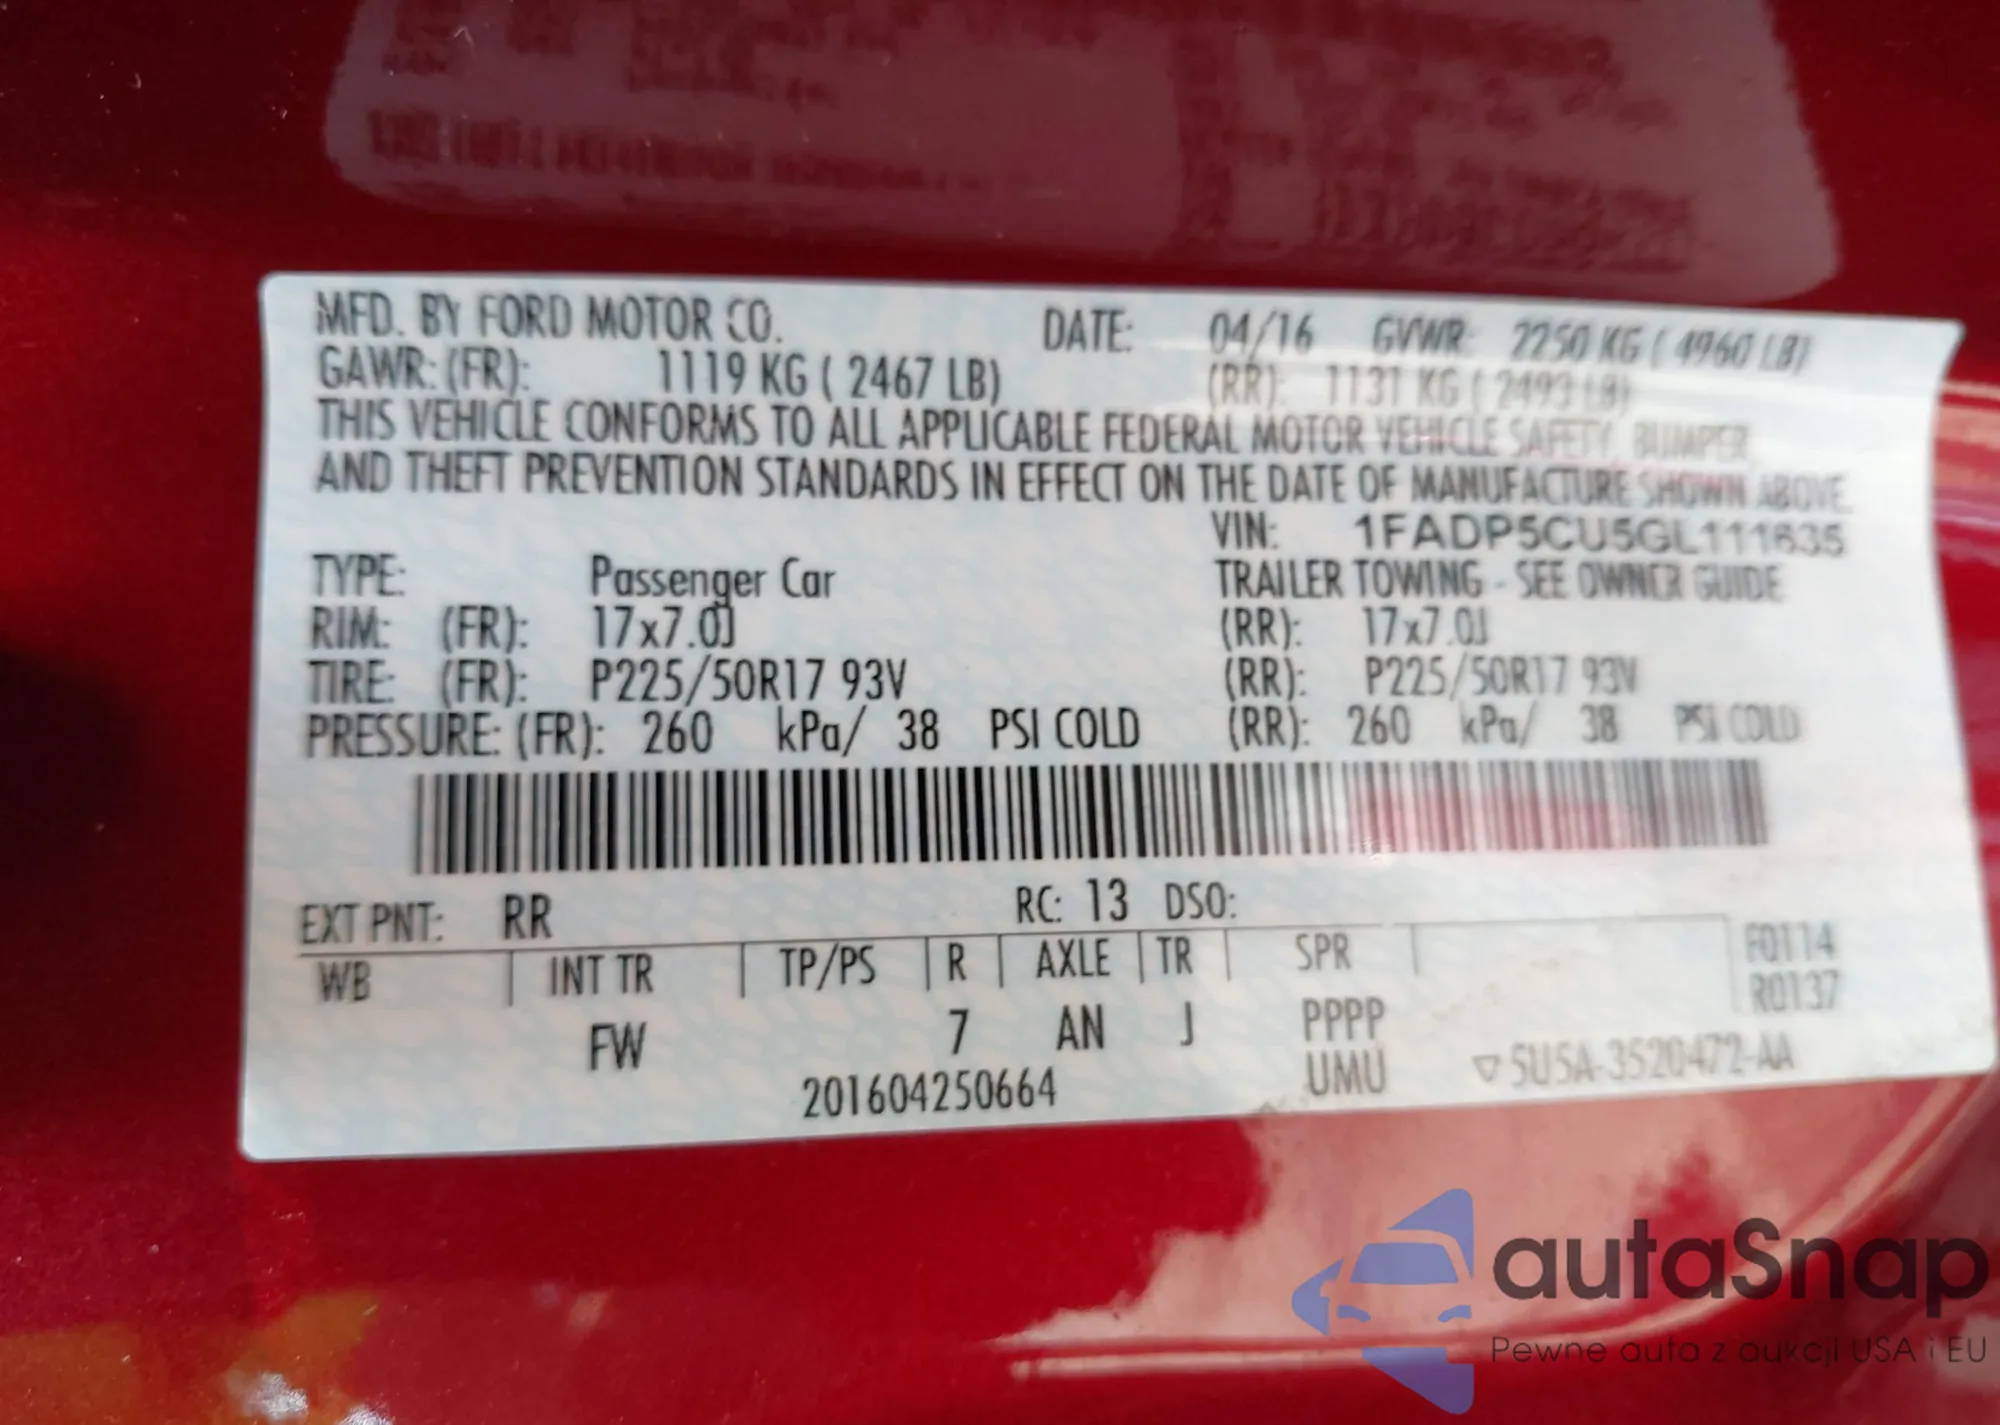 MFD. BY FORD MOTOR CO. DATE: 04/16 GVWR: 2250 KG ( 4960 LB)
GAWR: (FR): 1119 KG ( 2467 LB) (RR): 1131 KG ( 2493 LB)
THIS VEHICLE CONFORMS TO ALL APPLICABLE FEDERAL MOTOR VEHICLE SAFETY, BUMPER,
AND THEFT PREVENTION STANDARDS IN EFFECT ON THE DATE OF MANUFACTURE SHOWN ABOVE.
VIN: 1FADP5CU5GL111635
TYPE: Passenger Car TRAILER TOWING - SEE OWNER GUIDE
RIM: (FR): 17x7.0J (RR): 17x7.0J
TIRE: (FR): P225/50R17 93V (RR): P225/50R17 93V
PRESSURE: (FR): 260 kPa/ 38 PSI COLD (RR): 260 kPa/ 38 PSI COLD
EXT PNT: RR RC: 13 DSO:
WB INT TR TP/PS R AXLE TR SPR F0114
R0137
FW 7 AN J PPPP
201604250664 UMU ▽ 5U5A-3520472-AA
autaSnap
Pewne auta z aukcji USA i EU